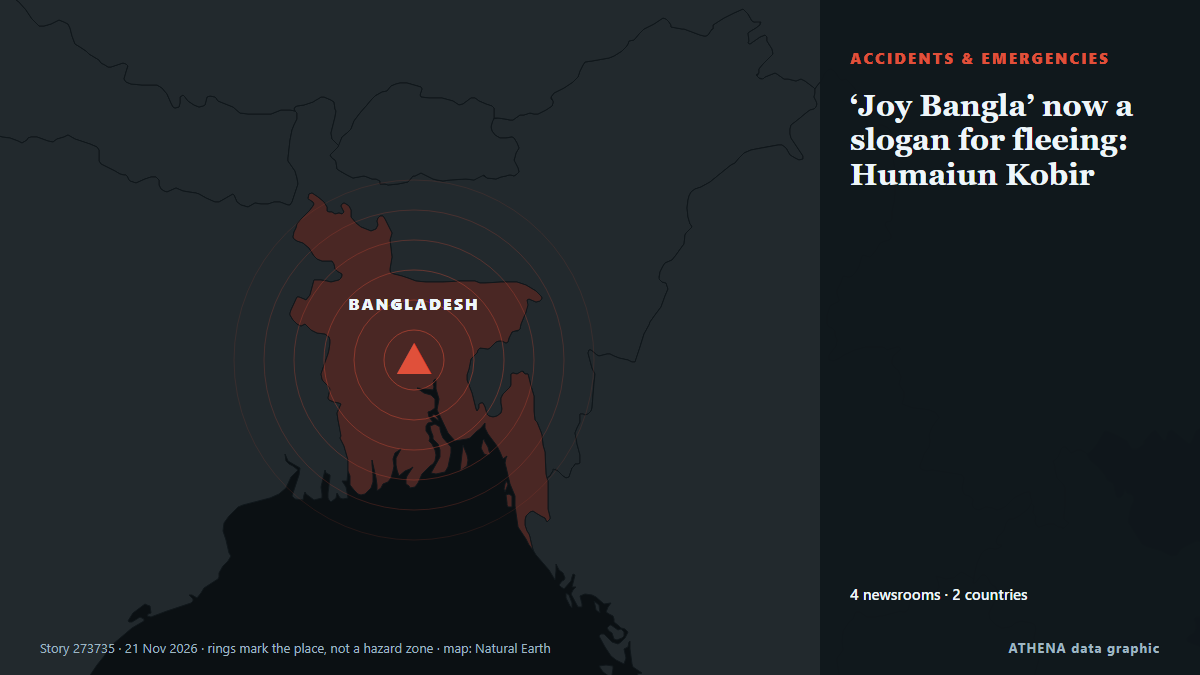 ACCIDENTS & EMERGENCIES
‘Joy Bangla’ now a
slogan for fleeing:
Humaiun Kobir
BANGLADESH
4 newsrooms · 2 countries
Story 273735 · 21 Nov 2026 · rings mark the place, not a hazard zone · map: Natural Earth
ATHENA data graphic